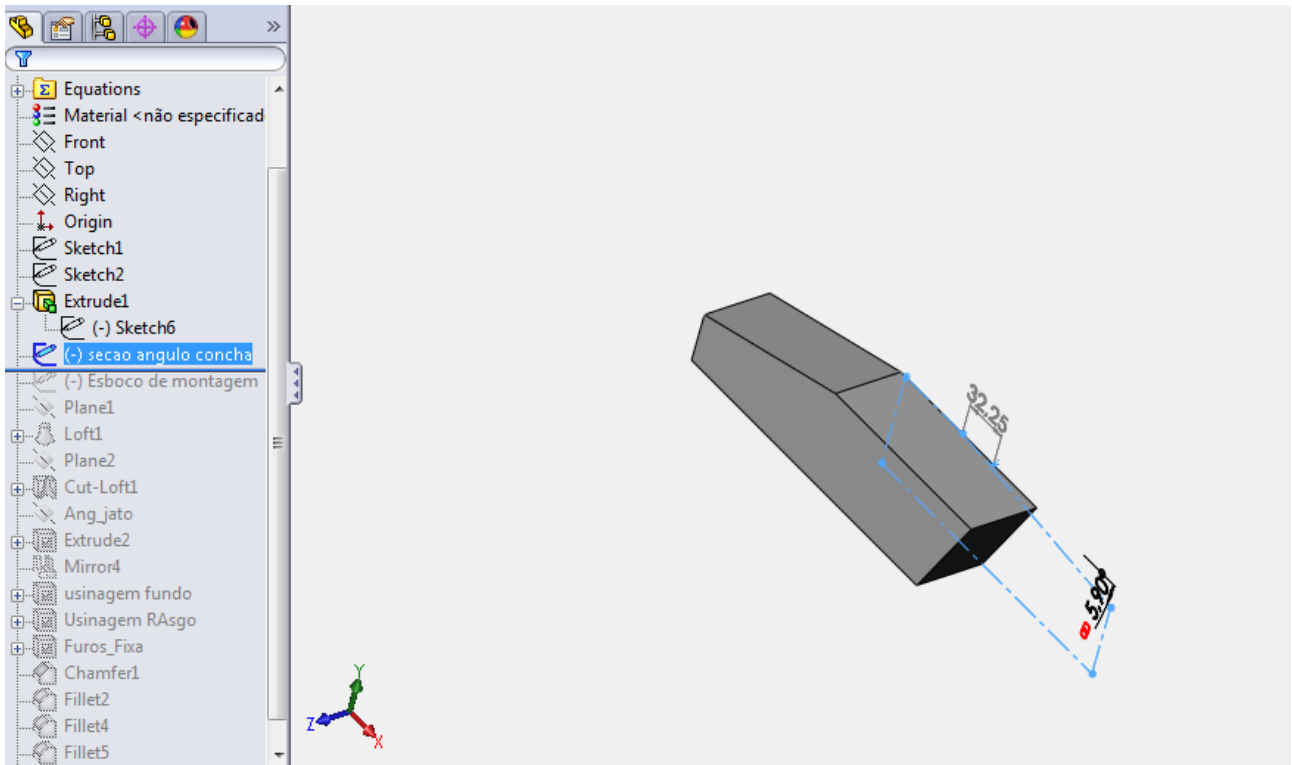 »
Equations
Material <não especificad
Front
Top
Right
Origin
Sketch1
Sketch2
Extrude1
(-) Sketch6
(-) secao angulo concha
(-) Esboco de montagem
Plane1
Loft1
Plane2
Cut-Loft1
Ang_jato
Extrude2
Mirror4
usinagem fundo
Usinagem RAsgo
Furos_Fixa
Chamfer1
Fillet2
Fillet4
Fillet5
32,25
5,90°
Y
Z
X